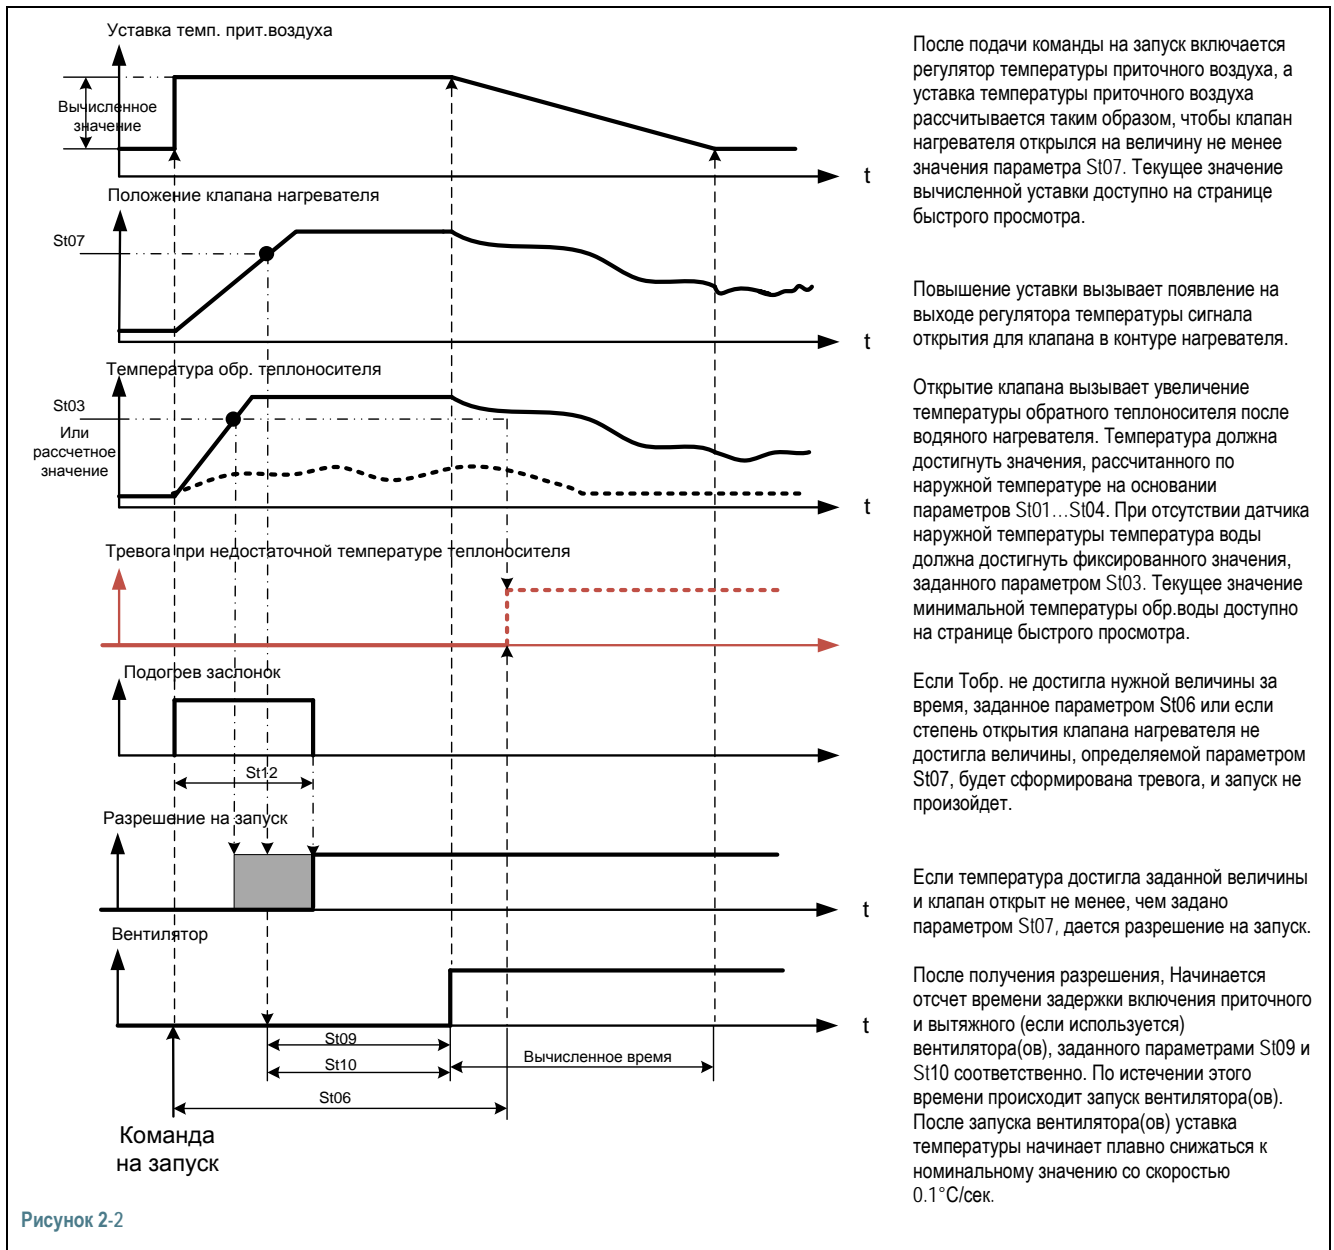 Уставка темп. прит.воздуха
Вычисленное
значение
t
Положение клапана нагревателя
St07
t
Температура обр. теплоносителя
St03
Или
рассчетное
значение
t
Тревога при недостаточной температуре теплоносителя
Подогрев заслонок
St12
Разрешение на запуск
t
Вентилятор
t
St09
St10
Вычисленное время
St06
Команда
на запуск
После подачи команды на запуск включается
регулятор температуры приточного воздуха, а
уставка температуры приточного воздуха
рассчитывается таким образом, чтобы клапан
нагревателя открылся на величину не менее
значения параметра St07. Текущее значение
вычисленной уставки доступно на странице
быстрого просмотра.
Повышение уставки вызывает появление на
выходе регулятора температуры сигнала
открытия для клапана в контуре нагревателя.
Открытие клапана вызывает увеличение
температуры обратного теплоносителя после
водяного нагревателя. Температура должна
достигнуть значения, рассчитанного по
наружной температуре на основании
параметров St01…St04. При отсутствии датчика
наружной температуры температура воды
должна достигнуть фиксированного значения,
заданного параметром St03. Текущее значение
минимальной температуры обр.воды доступно
на странице быстрого просмотра.
Если Тобр. не достигла нужной величины за
время, заданное параметром St06 или если
степень открытия клапана нагревателя не
достигла величины, определяемой параметром
St07, будет сформирована тревога, и запуск не
произойдет.
Если температура достигла заданной величины
и клапан открыт не менее, чем задано
параметром St07, дается разрешение на запуск.
После получения разрешения, Начинается
отсчет времени задержки включения приточного
и вытяжного (если используется)
вентилятора(ов), заданного параметрами St09 и
St10 соответственно. По истечении этого
времени происходит запуск вентилятора(ов).
После запуска вентилятора(ов) уставка
температуры начинает плавно снижаться к
номинальному значению со скоростью
0.1°С/сек.
Рисунок 2-2